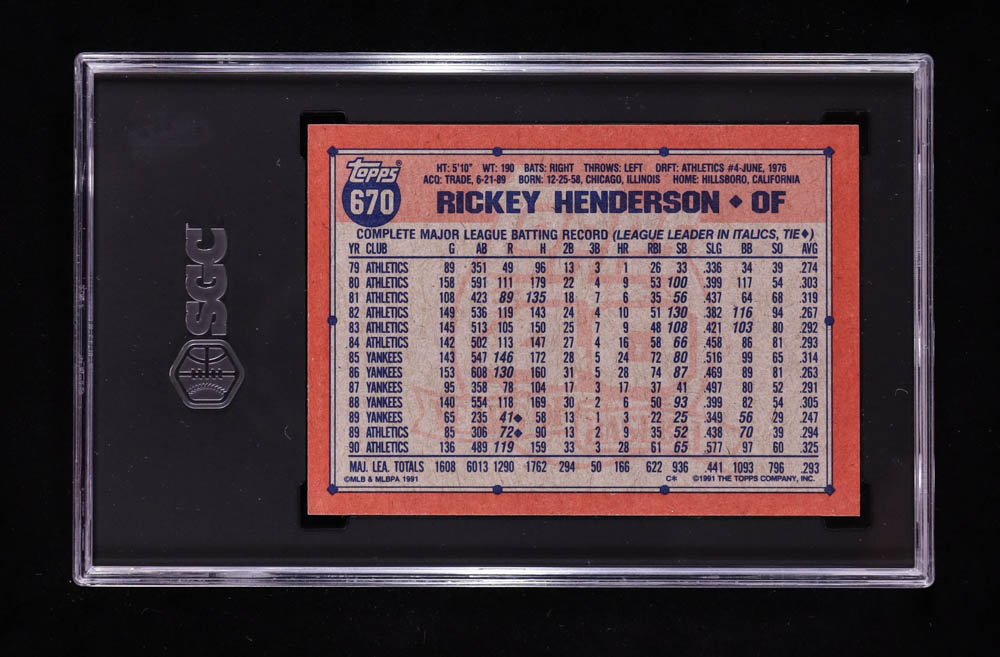 SGC
Topps®
670
HT: 5'10" WT: 190 BATS: RIGHT THROWS: LEFT DRFT: ATHLETICS #4-JUNE, 1976
ACQ: TRADE, 6-21-89 BORN: 12-25-58, CHICAGO, ILLINOIS HOME: HILLSBORO, CALIFORNIA
RICKEY HENDERSON ♦ OF
COMPLETE MAJOR LEAGUE BATTING RECORD (LEAGUE LEADER IN ITALICS, TIE♦)
YR CLUB G AB R H 2B 3B HR RBI SB SLG BB SO AVG
79 ATHLETICS 89 351 49 96 13 3 1 26 33 .336 34 39 .274
80 ATHLETICS 158 591 111 179 22 4 9 53 100 .399 117 54 .303
81 ATHLETICS 108 423 89 135 18 7 6 35 56 .437 64 68 .319
82 ATHLETICS 149 536 119 143 24 4 10 51 130 .382 116 94 .267
83 ATHLETICS 145 513 105 150 25 7 9 48 108 .421 103 80 .292
84 ATHLETICS 142 502 113 147 27 4 16 58 66 .458 86 81 .293
85 YANKEES 143 547 146 172 28 5 24 72 80 .516 99 65 .314
86 YANKEES 153 608 130 160 31 5 28 74 87 .469 89 81 .263
87 YANKEES 95 358 78 104 17 3 17 37 41 .497 80 52 .291
88 YANKEES 140 554 118 169 30 2 6 50 93 .399 82 54 .305
89 YANKEES 65 235 41♦ 58 13 1 3 22 25 .349 56 29 .247
89 ATHLETICS 85 306 72♦ 90 13 2 9 35 52 .438 70 39 .294
90 ATHLETICS 136 489 119 159 33 3 28 61 65 .577 97 60 .325
MAJ. LEA. TOTALS 1608 6013 1290 1762 294 50 166 622 936 .441 1093 796 .293
©MLB & MLBPA 1991 C* ©1991 THE TOPPS COMPANY, INC.